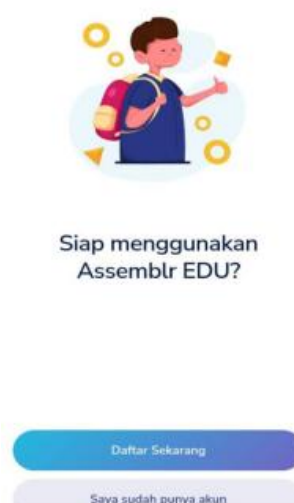 Siap menggunakan
Assemblr EDU?
Daftar Sekarang
Saya sudah punya akun